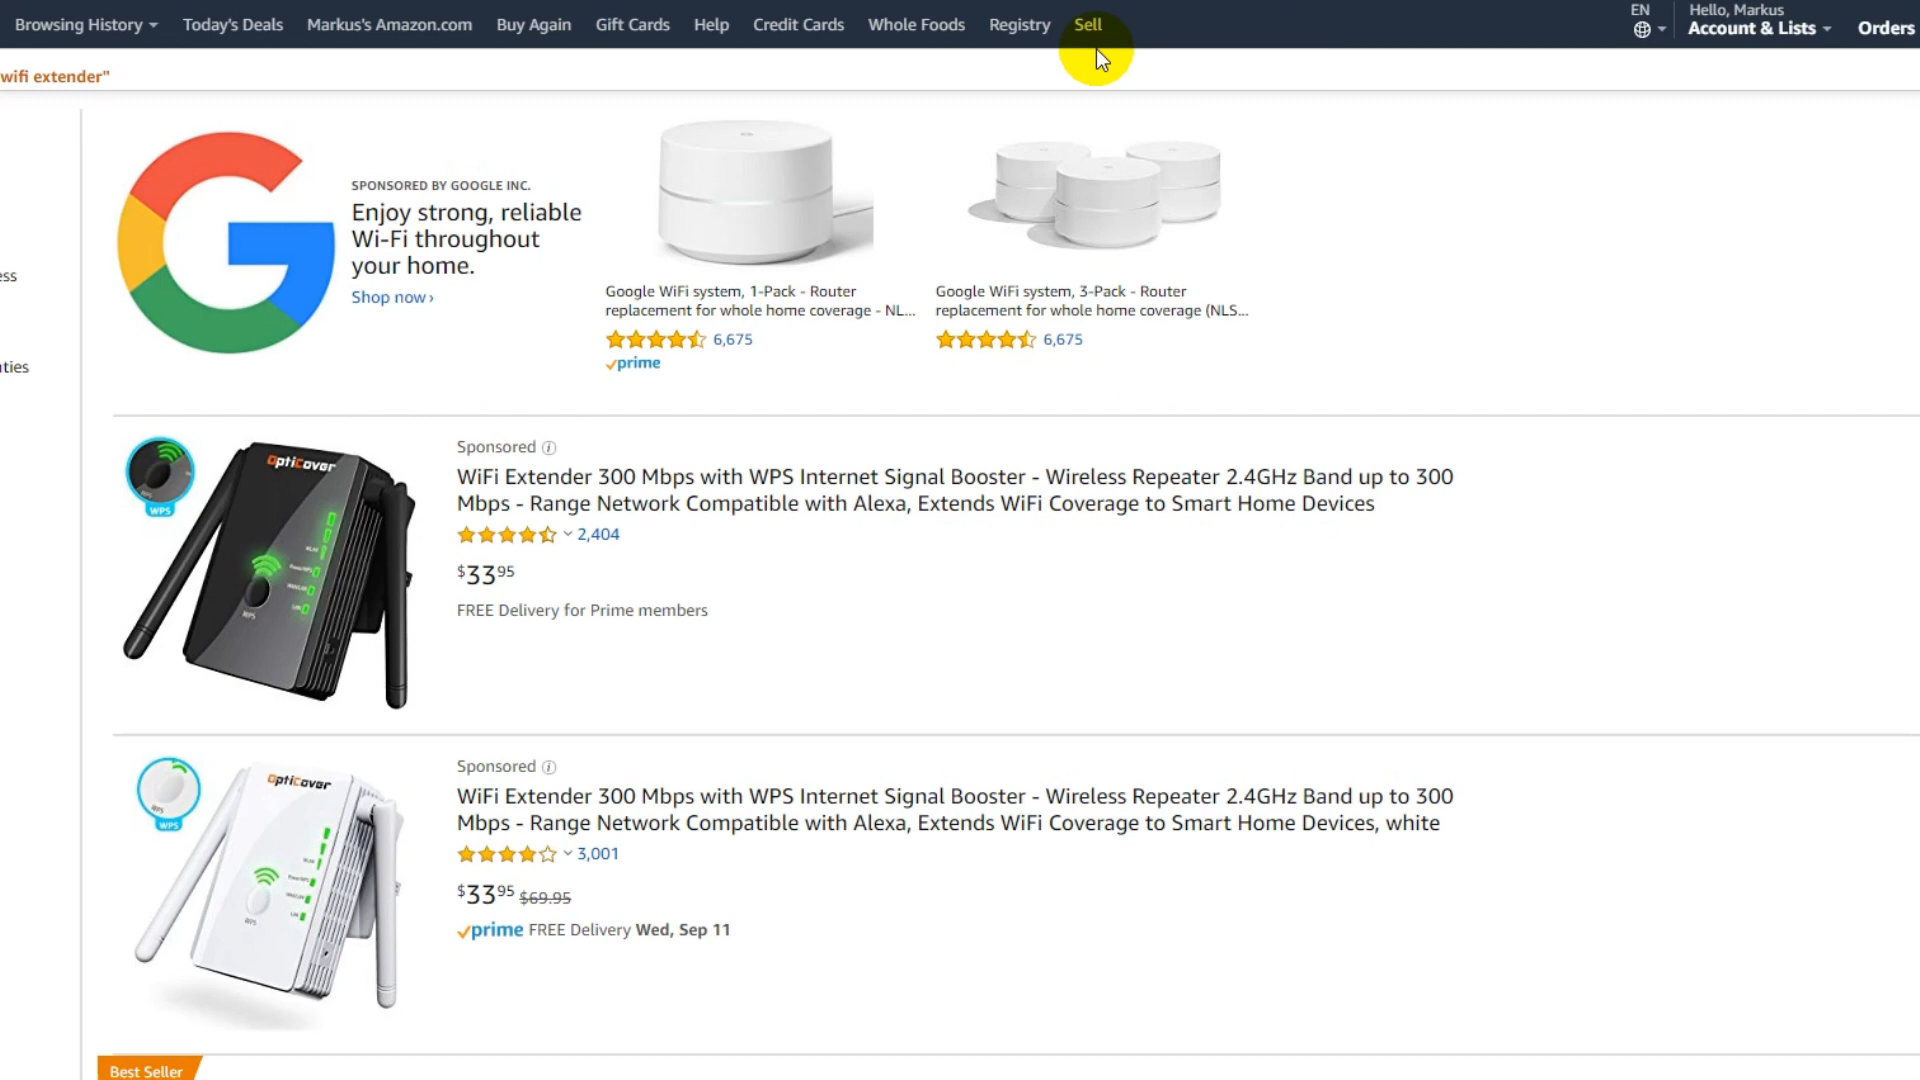 Browsing History Today's Deals Markus's Amazon.com Buy Again Gift Cards Help Credit Cards Whole Foods Registry Sell EN Hello, Markus
Account & Lists Orders
wifi extender"
SPONSORED BY GOOGLE INC.
Enjoy strong, reliable
Wi-Fi throughout
your home.
Shop now ›
ess
Google WiFi system, 1-Pack - Router
replacement for whole home coverage - NL...
6,675
prime
Google WiFi system, 3-Pack - Router
replacement for whole home coverage (NLS...
6,675
OptiCover
WPS
WPS
Sponsored
WiFi Extender 300 Mbps with WPS Internet Signal Booster - Wireless Repeater 2.4GHz Band up to 300
Mbps - Range Network Compatible with Alexa, Extends WiFi Coverage to Smart Home Devices
2,404
$33 95
FREE Delivery for Prime members
OptiCover
WPS
WPS
WPS
Sponsored
WiFi Extender 300 Mbps with WPS Internet Signal Booster - Wireless Repeater 2.4GHz Band up to 300
Mbps - Range Network Compatible with Alexa, Extends WiFi Coverage to Smart Home Devices, white
3,001
$33 95 $69.95
prime FREE Delivery Wed, Sep 11
Best Seller